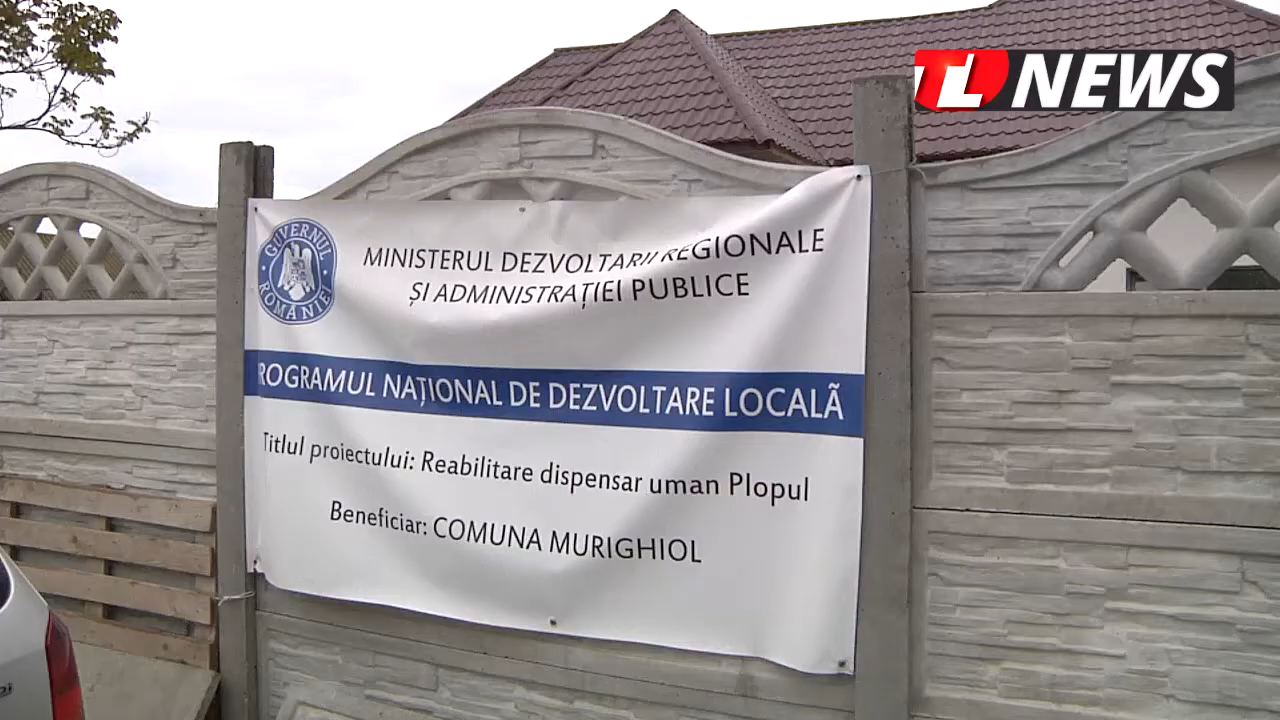 TL NEWS
GUVERNUL ROMÂNIEI
MINISTERUL DEZVOLTARII REGIONALE
ȘI ADMINISTRAȚIEI PUBLICE
ROGRAMUL NAȚIONAL DE DEZVOLTARE LOCALÃ
Titlul proiectului: Reabilitare dispensar uman Plopul
Beneficiar: COMUNA MURIGHIOL